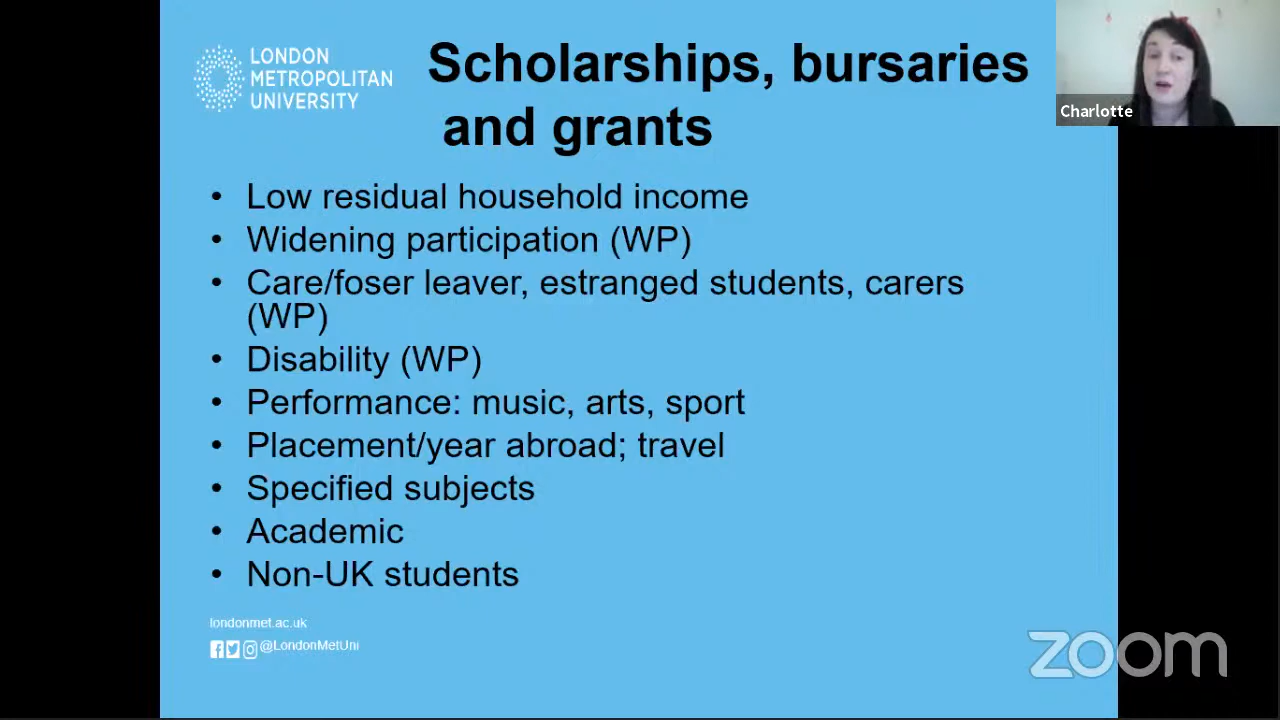 LONDON
METROPOLITAN
UNIVERSITY
Scholarships, bursaries
and grants
Charlotte
• Low residual household income
• Widening participation (WP)
• Care/foser leaver, estranged students, carers
(WP)
• Disability (WP)
• Performance: music, arts, sport
• Placement/year abroad; travel
• Specified subjects
• Academic
• Non-UK students
londonmet.ac.uk
@LondonMetUni
zoom